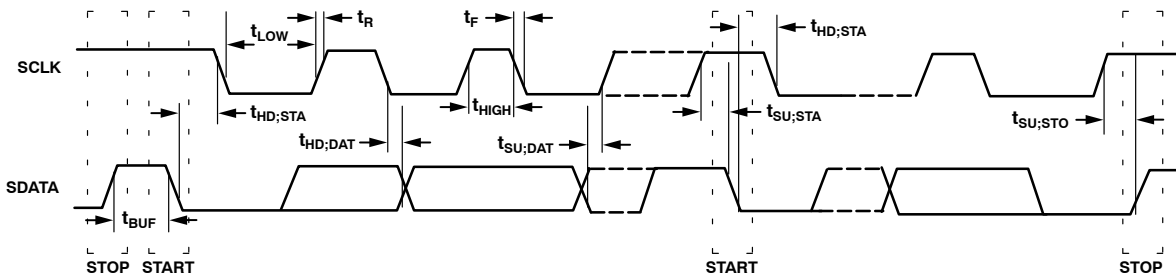 tR
tF
tLOW
tHD;STA
SCLK
tHD;STA
tHIGH
tSU;STA
tSU;STO
tHD;DAT
tSU;DAT
SDATA
tBUF
STOP START START STOP